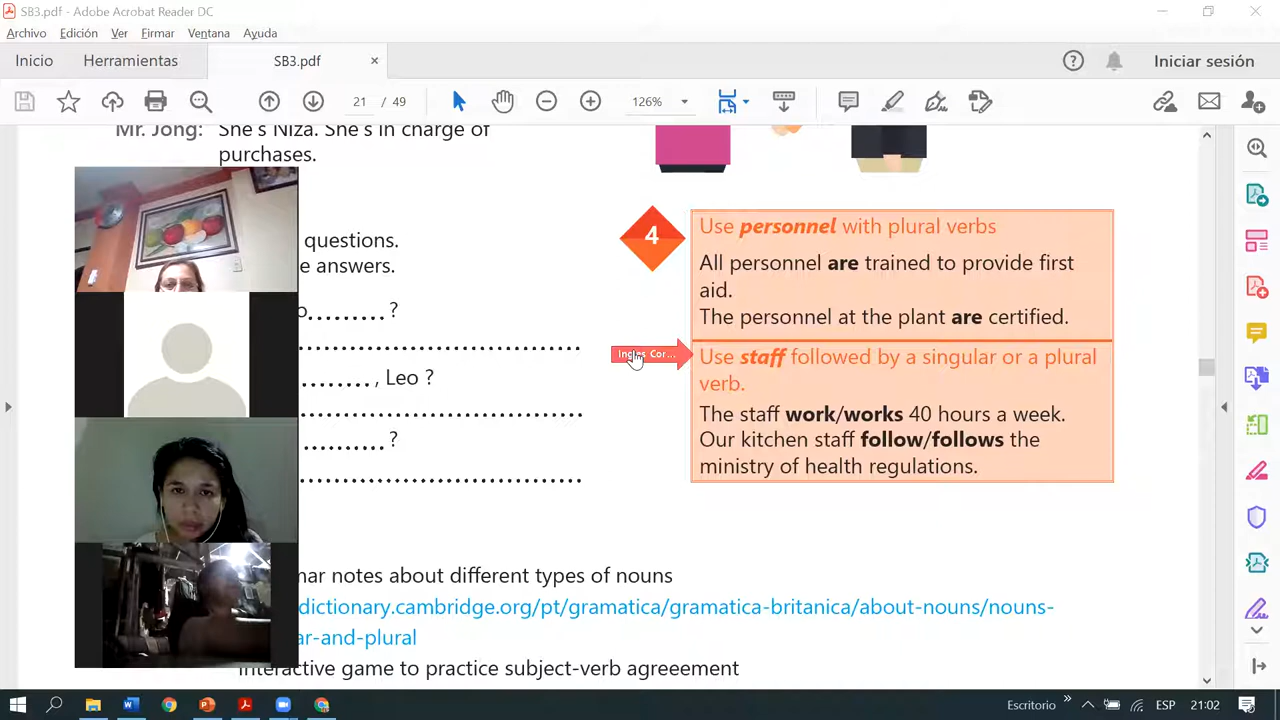 SB3.pdf - Adobe Acrobat Reader DC
Archivo Edición Ver Firmar Ventana Ayuda
Inicio Herramientas SB3.pdf × Iniciar sesión
21 / 49 126%
Mr. Jong: She's Niza. She's in charge of
purchases.
questions.
e answers.
o.........?
......................................
........., Leo ?
......................................
.........?
......................................
4
Use personnel with plural verbs
All personnel are trained to provide first
aid.
The personnel at the plant are certified.
Use staff followed by a singular or a plural
verb.
The staff work/works 40 hours a week.
Our kitchen staff follow/follows the
ministry of health regulations.
Cor...
mar notes about different types of nouns
dictionary.cambridge.org/pt/gramatica/gramatica-britanica/about-nouns/nouns-
ar-and-plural
interactive game to practice subject-verb agreeement
Escritorio » ESP 21:02